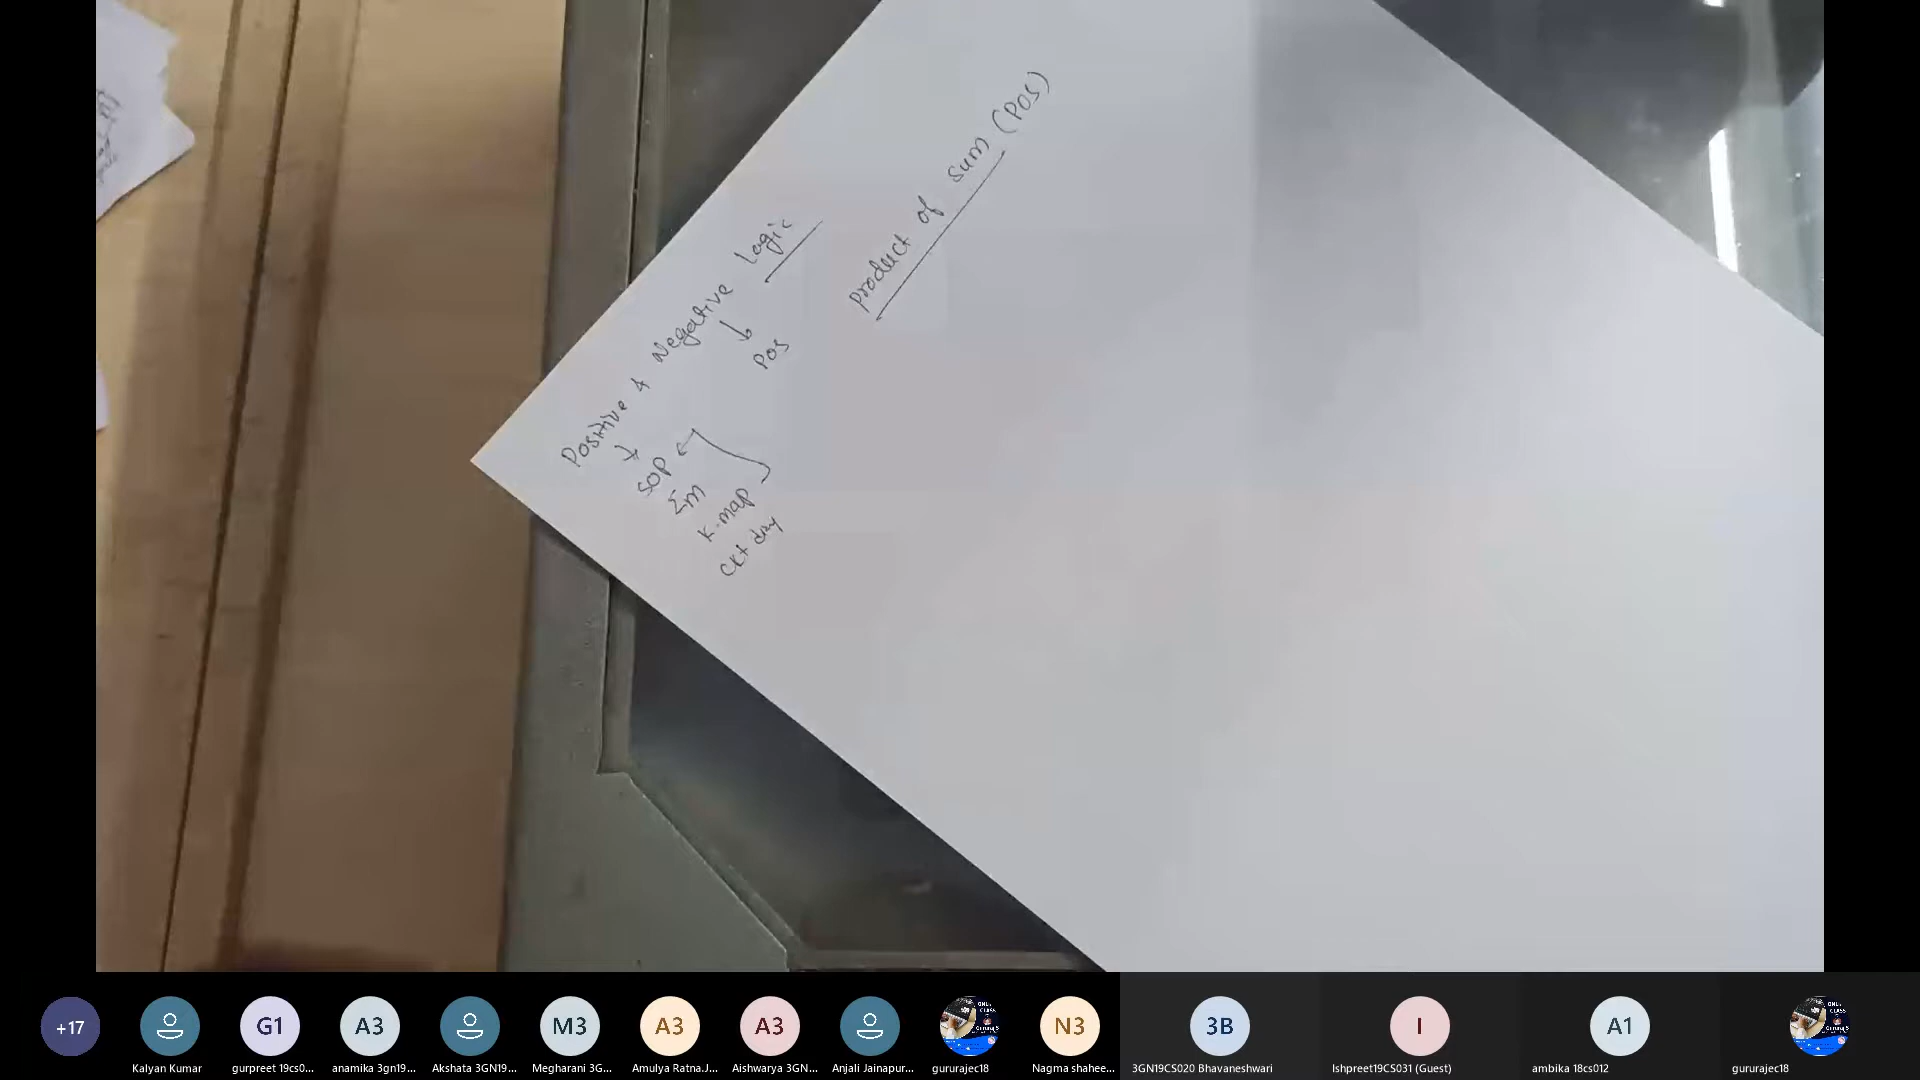 Positive & Negative Logic
↓ ↓
SOP POS
Σm
K-map
CKt
product of sum (POS)
+17
Kalyan Kumar
G1
gurpreet 19cs0...
A3
anamika 3gn19...
Akshata 3GN19...
M3
Megharani 3G...
A3
Amulya Ratna.J...
A3
Aishwarya 3GN...
Anjali Jainapur...
gururajec18
N3
Nagma shahee...
3B
3GN19CS020 Bhavaneshwari
I
Ishpreet19CS031 (Guest)
A1
ambika 18cs012
gururajec18